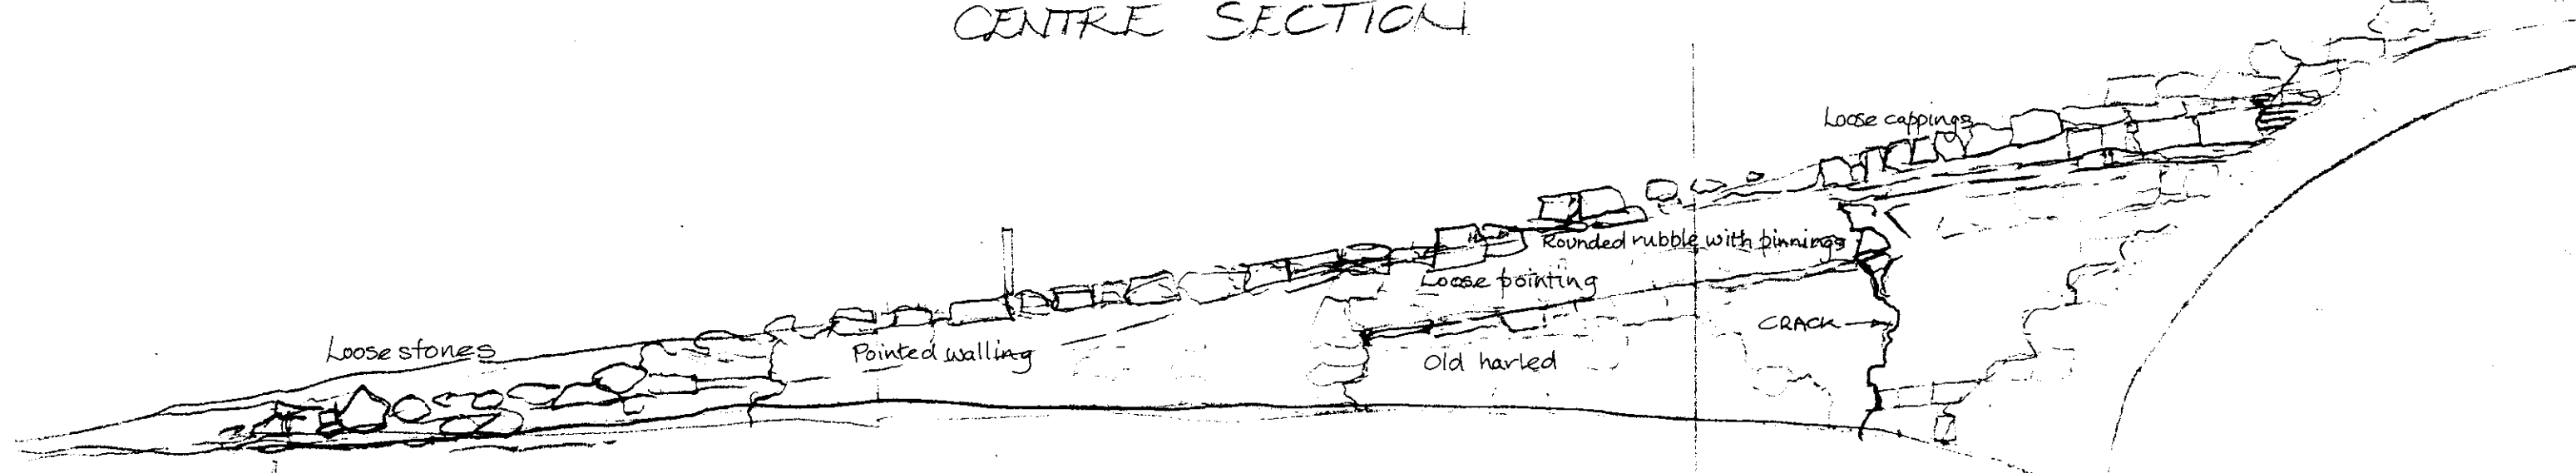 CENTRE SECTION
Loose cappings
Rounded rubble with pinnings
Loose pointing
CRACK
Loose stones
Pointed walling
Old harled